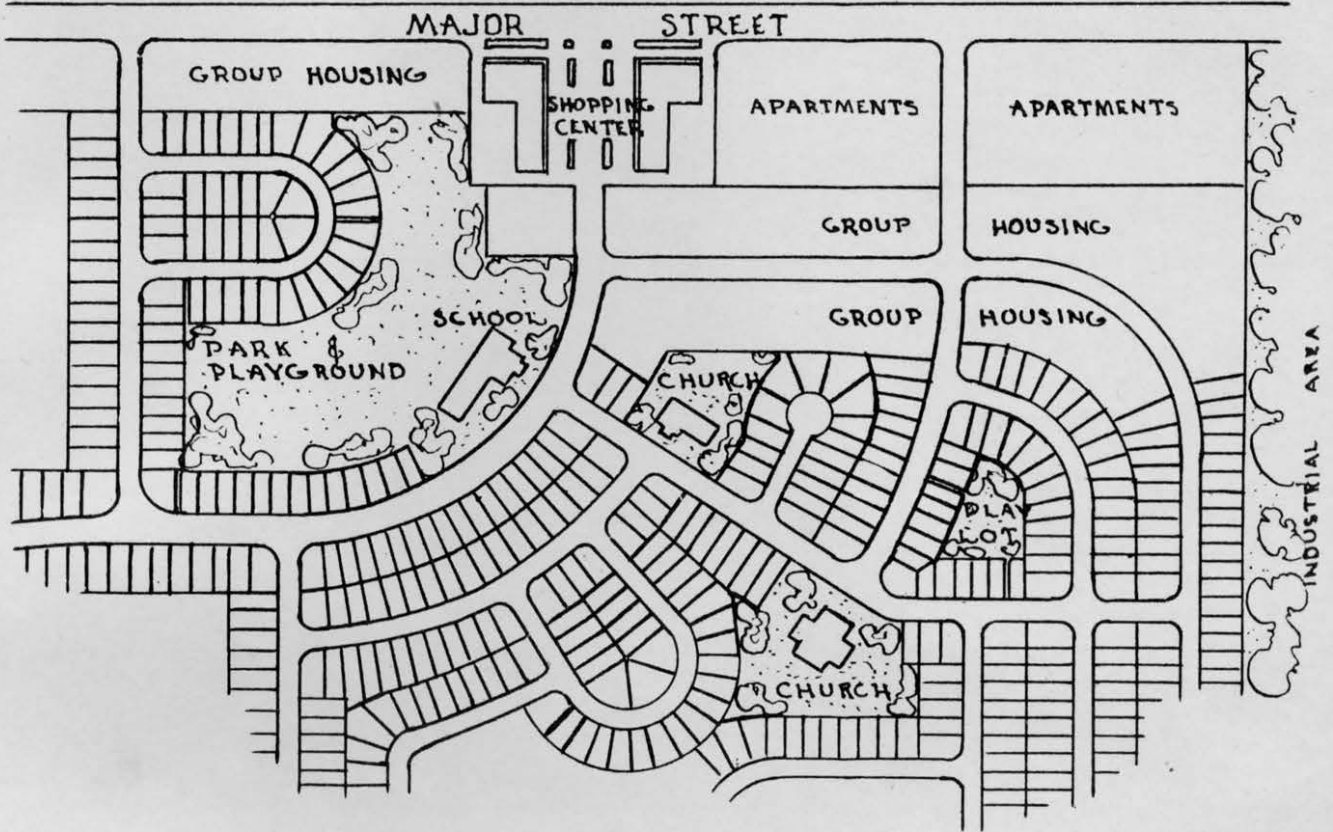 MAJOR STREET
GROUP HOUSING
SHOPPING
CENTER
APARTMENTS
APARTMENTS
GROUP HOUSING
SCHOOL
GROUP HOUSING
PARK &
PLAYGROUND
CHURCH
PLAY
LOT
CHURCH
INDUSTRIAL AREA